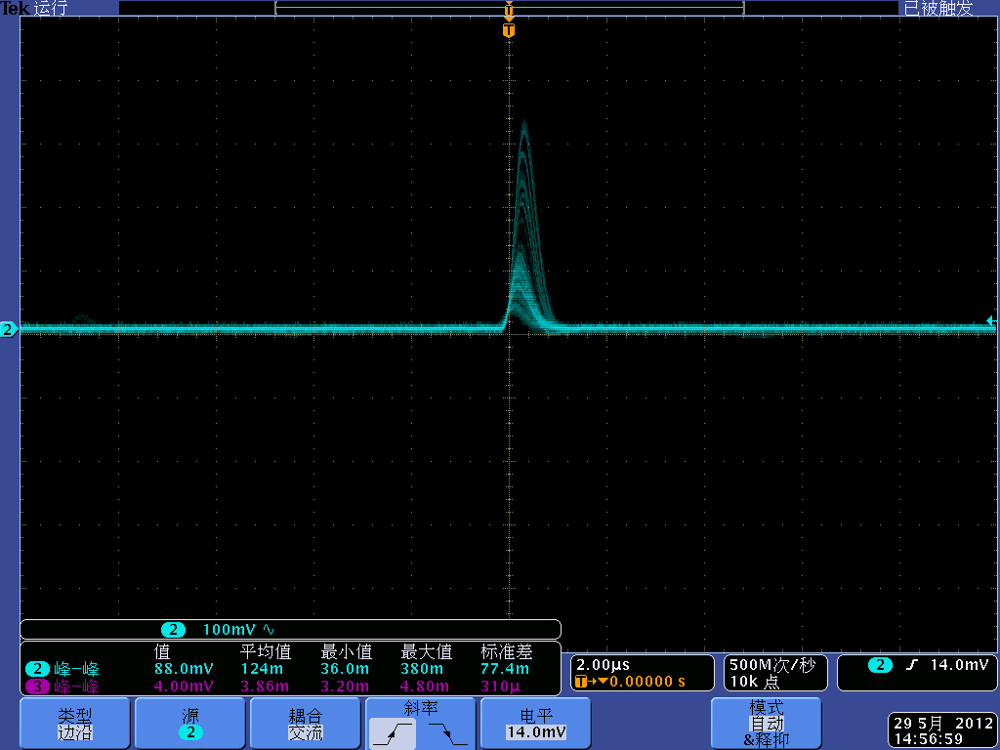 Tek 运行 T 已被触发
T
2
2 100mV ∿
值 平均值 最小值 最大值 标准差
2 峰-峰 88.0mV 124m 36.0m 380m 77.4m
3 峰-峰 4.00mV 3.86m 3.20m 4.80m 310µ
2.00µs
T→▼0.00000 s
500M次/秒
10k 点
2 ƒ 14.0mV
类型
边沿
源
2
耦合
交流
斜率
电平
14.0mV
模式
自动
&释抑
29 5月 2012
14:56:59